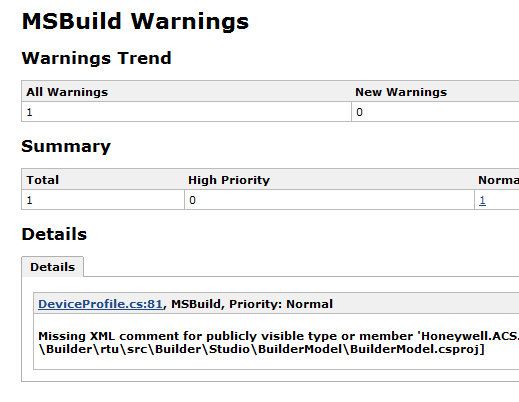 MSBuild Warnings
Warnings Trend
All Warnings New Warnings
1 0
Summary
Total High Priority
1 0 1
Details
Details
DeviceProfile.cs:81, MSBuild, Priority: Normal
Missing XML comment for publicly visible type or member 'Honeywell.ACS.
\Builder\rtu\src\Builder\Studio\BuilderModel\BuilderModel.csproj]